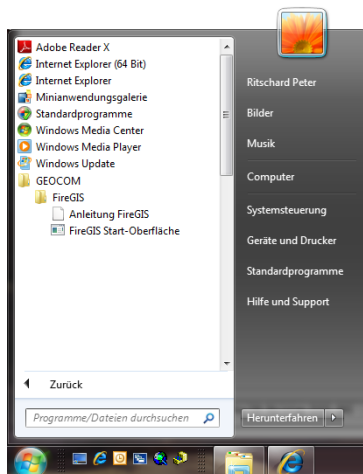 Adobe Reader X
Internet Explorer (64 Bit)
Internet Explorer
Minianwendungsgalerie
Standardprogramme
Windows Media Center
Windows Media Player
Windows Update
GEOCOM
FireGIS
Anleitung FireGIS
FireGIS Start-Oberfläche
Zurück
Programme/Dateien durchsuchen
Ritschard Peter
Bilder
Musik
Computer
Systemsteuerung
Geräte und Drucker
Standardprogramme
Hilfe und Support
Herunterfahren